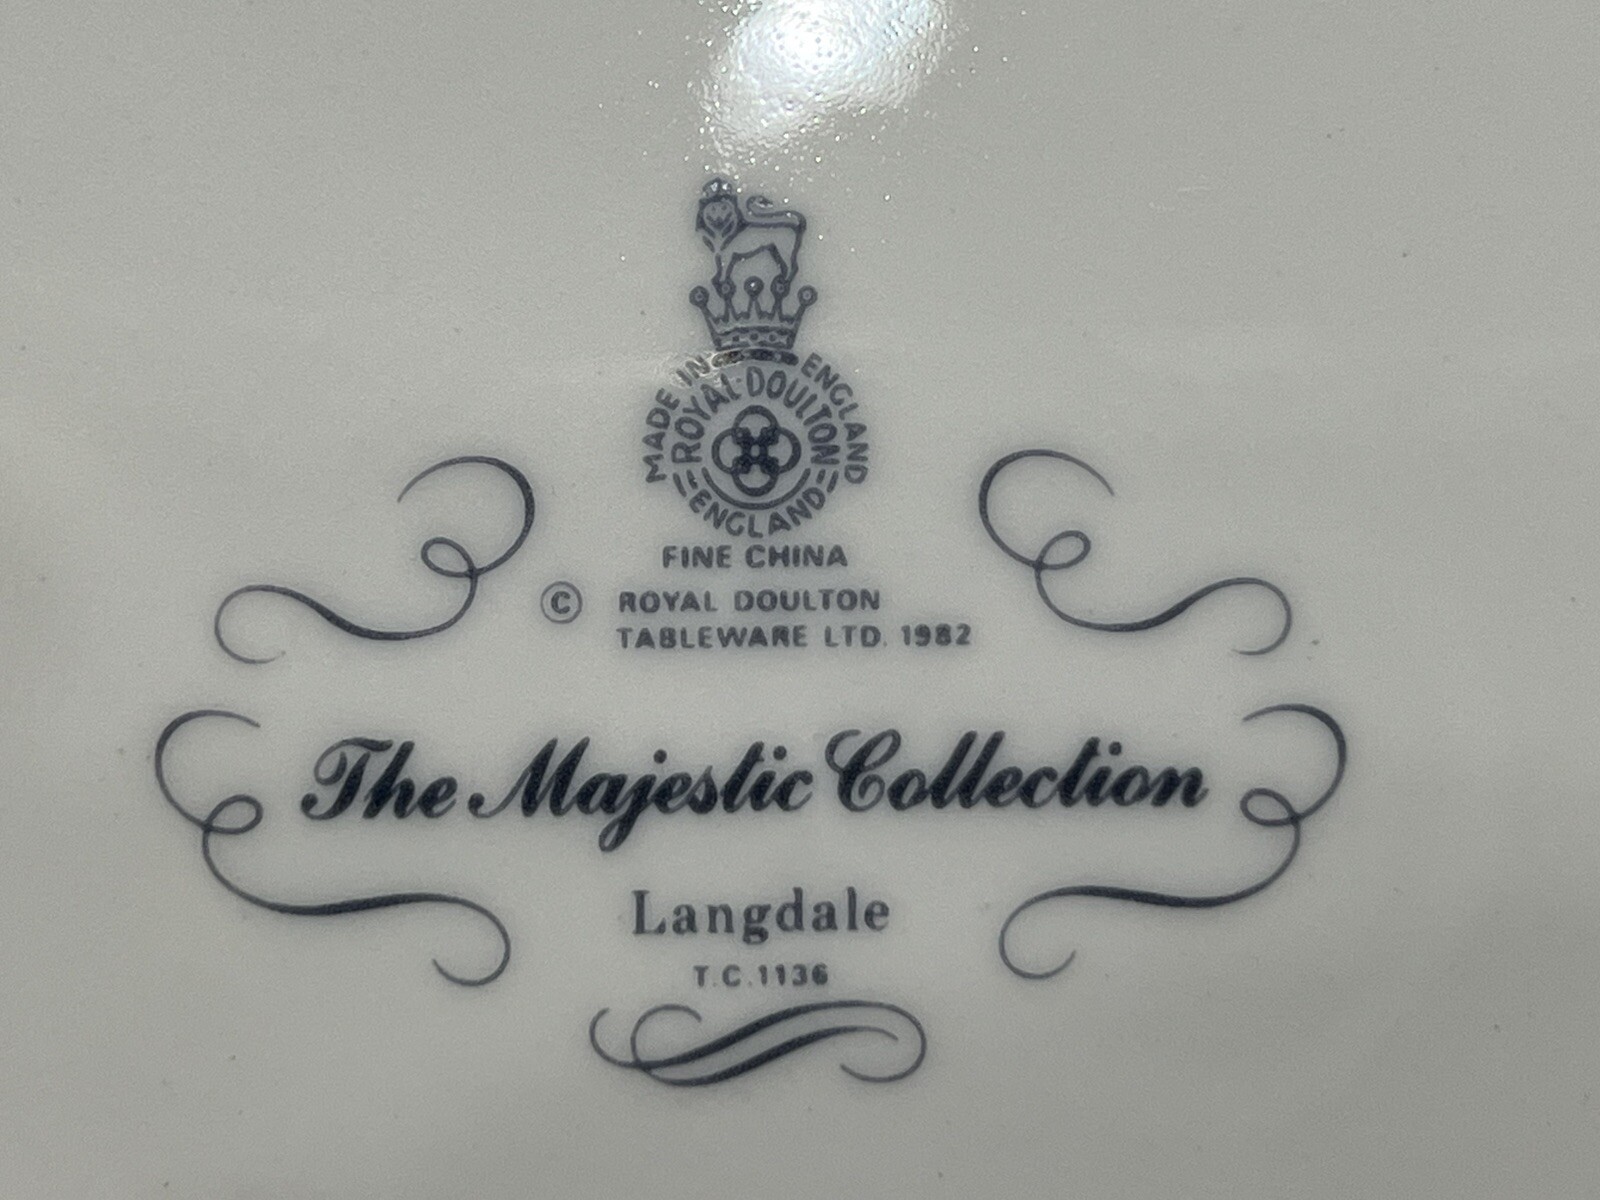 MADE IN ENGLAND
ROYAL DOULTON
ENGLAND
FINE CHINA
© ROYAL DOULTON
TABLEWARE LTD. 1982
The Majestic Collection
Langdale
T.C.1136